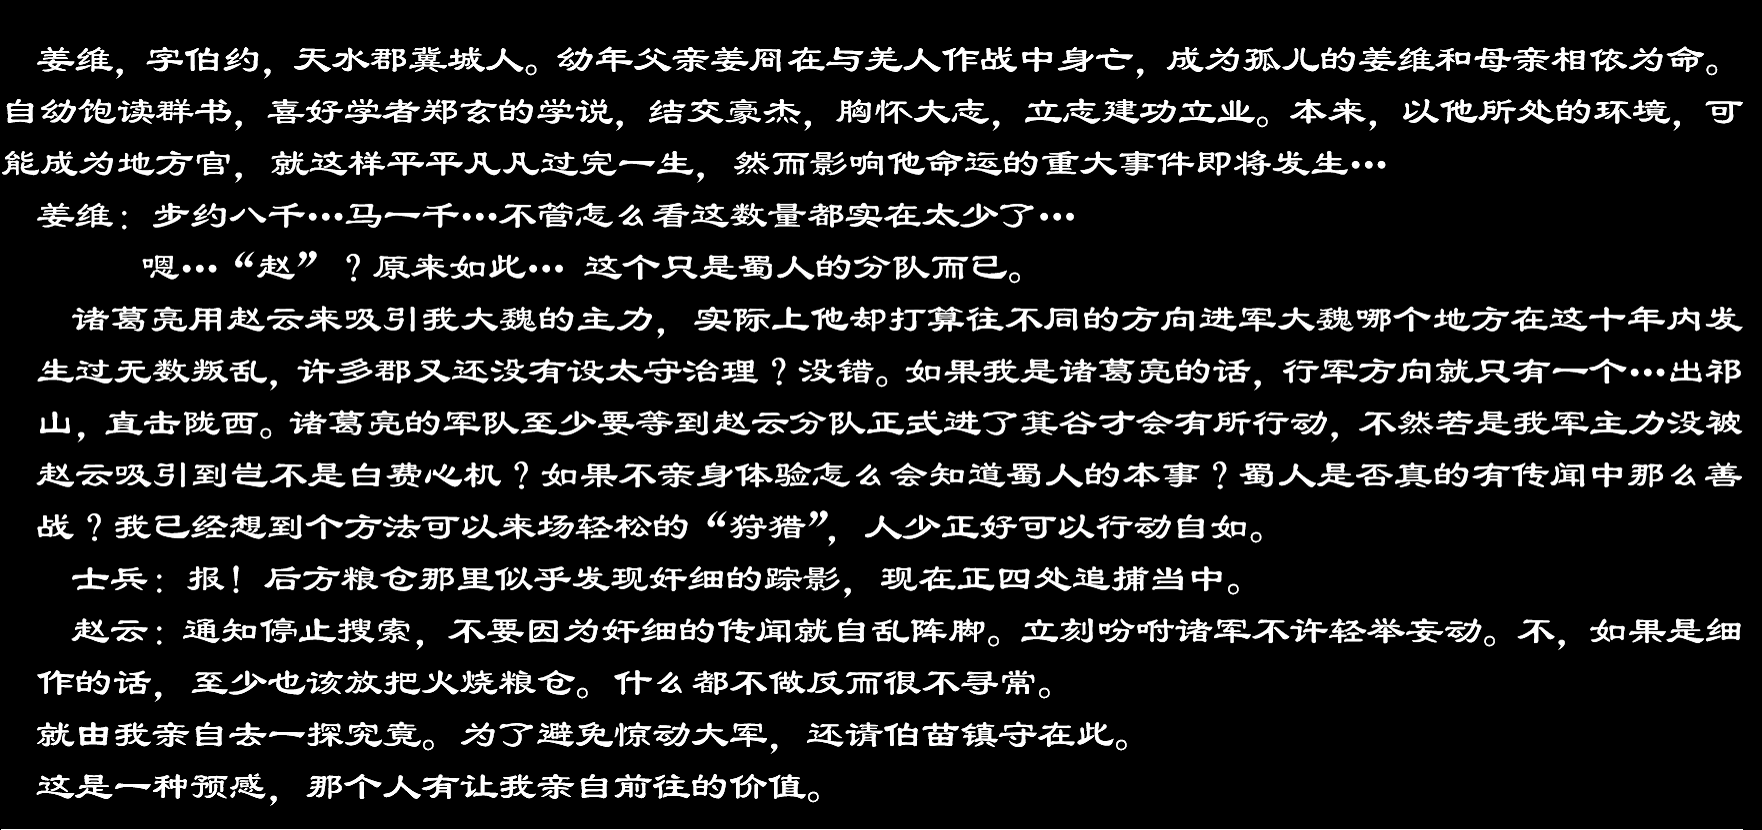 姜维，字伯约，天水郡冀城人。幼年父亲姜冏在与羌人作战中身亡，成为孤儿的姜维和母亲相依为命。
自幼饱读群书，喜好学者郑玄的学说，结交豪杰，胸怀大志，立志建功立业。本来，以他所处的环境，可
能成为地方官，就这样平平凡凡过完一生，然而影响他命运的重大事件即将发生…
姜维：步约八千…马一千…不管怎么看这数量都实在太少了…
嗯…“赵”？原来如此… 这个只是蜀人的分队而已。
诸葛亮用赵云来吸引我大魏的主力，实际上他却打算往不同的方向进军大魏哪个地方在这十年内发
生过无数叛乱，许多郡又还没有设太守治理？没错。如果我是诸葛亮的话，行军方向就只有一个…出祁
山，直击陇西。诸葛亮的军队至少要等到赵云分队正式进了箕谷才会有所行动，不然若是我军主力没被
赵云吸引到岂不是白费心机？如果不亲身体验怎么会知道蜀人的本事？蜀人是否真的有传闻中那么善
战？我已经想到个方法可以来场轻松的“狩猎”，人少正好可以行动自如。
士兵：报！后方粮仓那里似乎发现奸细的踪影，现在正四处追捕当中。
赵云：通知停止搜索，不要因为奸细的传闻就自乱阵脚。立刻吩咐诸军不许轻举妄动。不，如果是细
作的话，至少也该放把火烧粮仓。什么都不做反而很不寻常。
就由我亲自去一探究竟。为了避免惊动大军，还请伯苗镇守在此。
这是一种预感，那个人有让我亲自前往的价值。